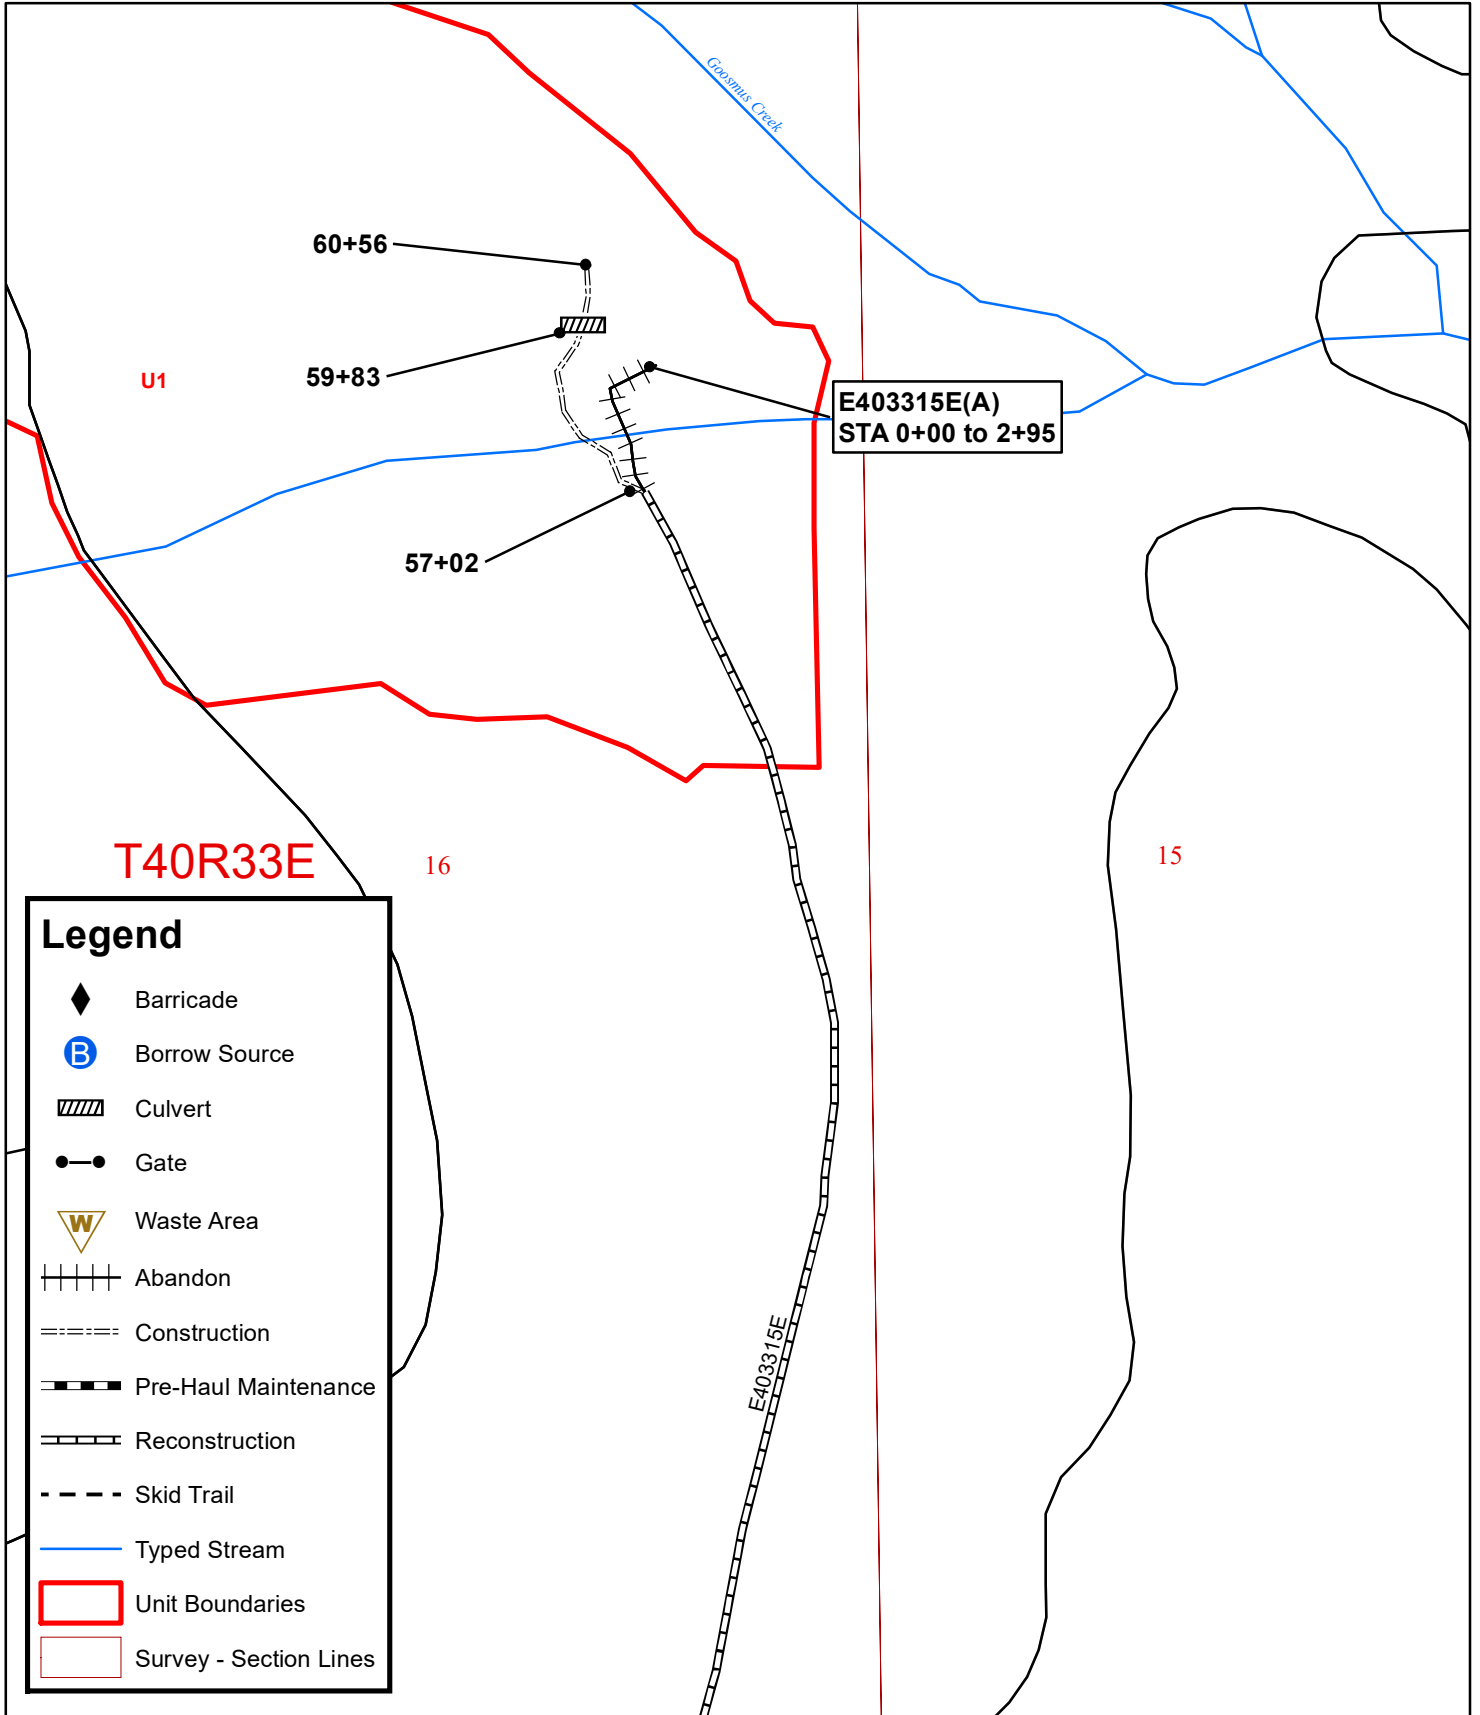 Goosmus Creek
60+56
59+83
U1
E403315E(A)
STA 0+00 to 2+95
57+02
T40R33E
16
15
E403315E
Legend
Barricade
B
Borrow Source
Culvert
Gate
W
Waste Area
Abandon
Construction
Pre-Haul Maintenance
Reconstruction
Skid Trail
Typed Stream
Unit Boundaries
Survey - Section Lines